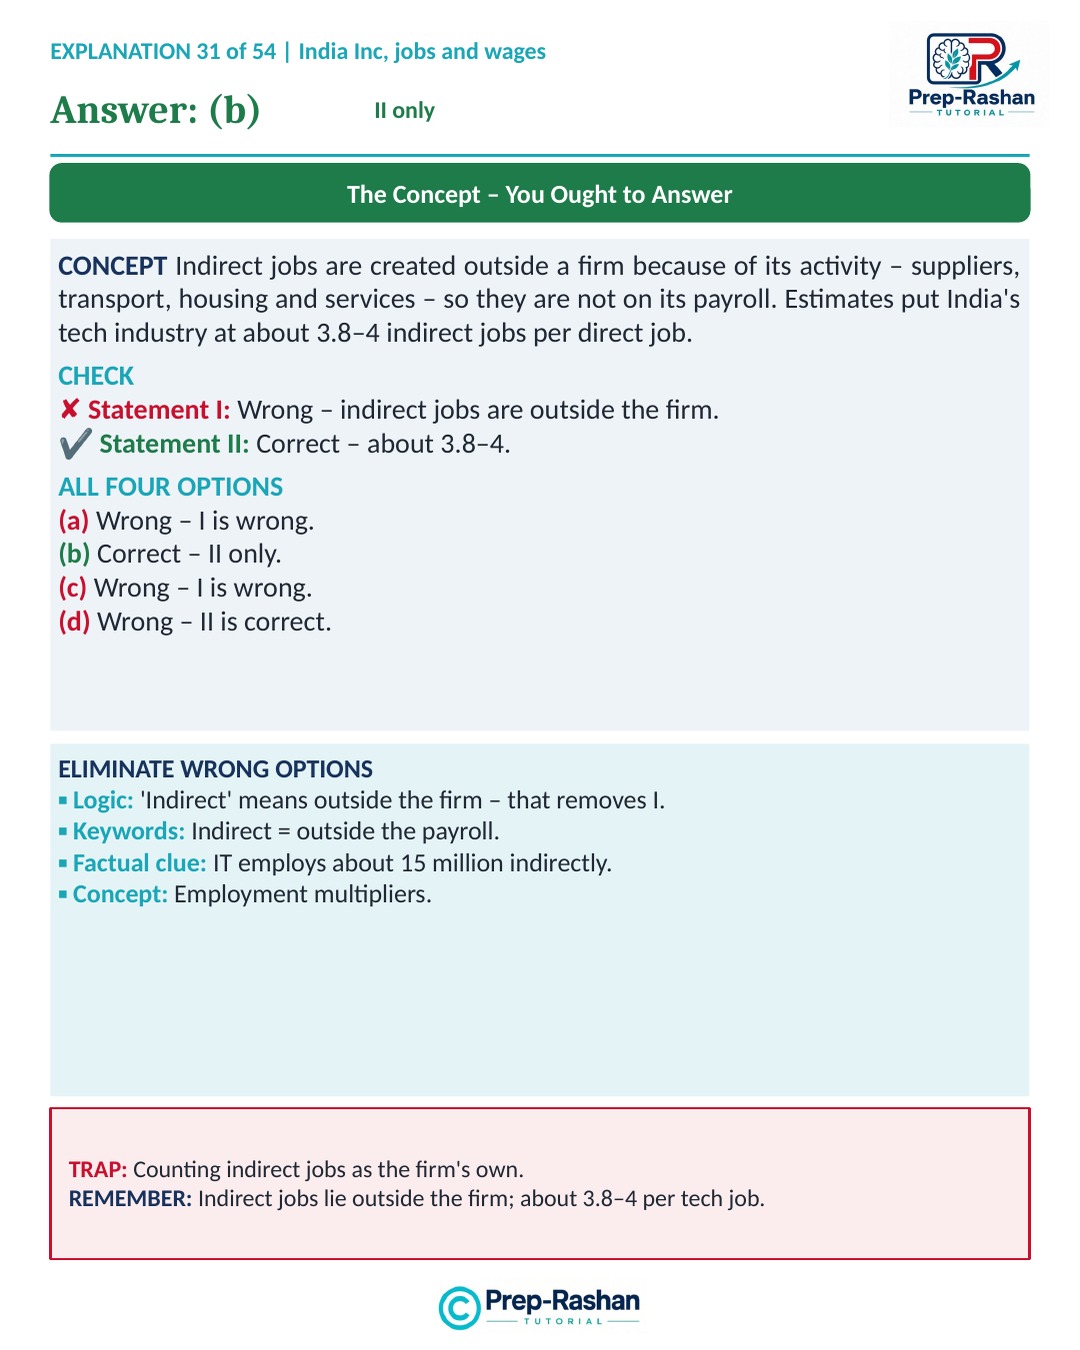 EXPLANATION 31 of 54 | India Inc, jobs and wages
Prep-Rashan
TUTORIAL
Answer: (b) II only
The Concept – You Ought to Answer
CONCEPT Indirect jobs are created outside a firm because of its activity – suppliers,
transport, housing and services – so they are not on its payroll. Estimates put India's
tech industry at about 3.8–4 indirect jobs per direct job.
CHECK
✘ Statement I: Wrong – indirect jobs are outside the firm.
✔ Statement II: Correct – about 3.8–4.
ALL FOUR OPTIONS
(a) Wrong – I is wrong.
(b) Correct – II only.
(c) Wrong – I is wrong.
(d) Wrong – II is correct.
ELIMINATE WRONG OPTIONS
▪ Logic: 'Indirect' means outside the firm – that removes I.
▪ Keywords: Indirect = outside the payroll.
▪ Factual clue: IT employs about 15 million indirectly.
▪ Concept: Employment multipliers.
TRAP: Counting indirect jobs as the firm's own.
REMEMBER: Indirect jobs lie outside the firm; about 3.8–4 per tech job.
© Prep-Rashan
TUTORIAL